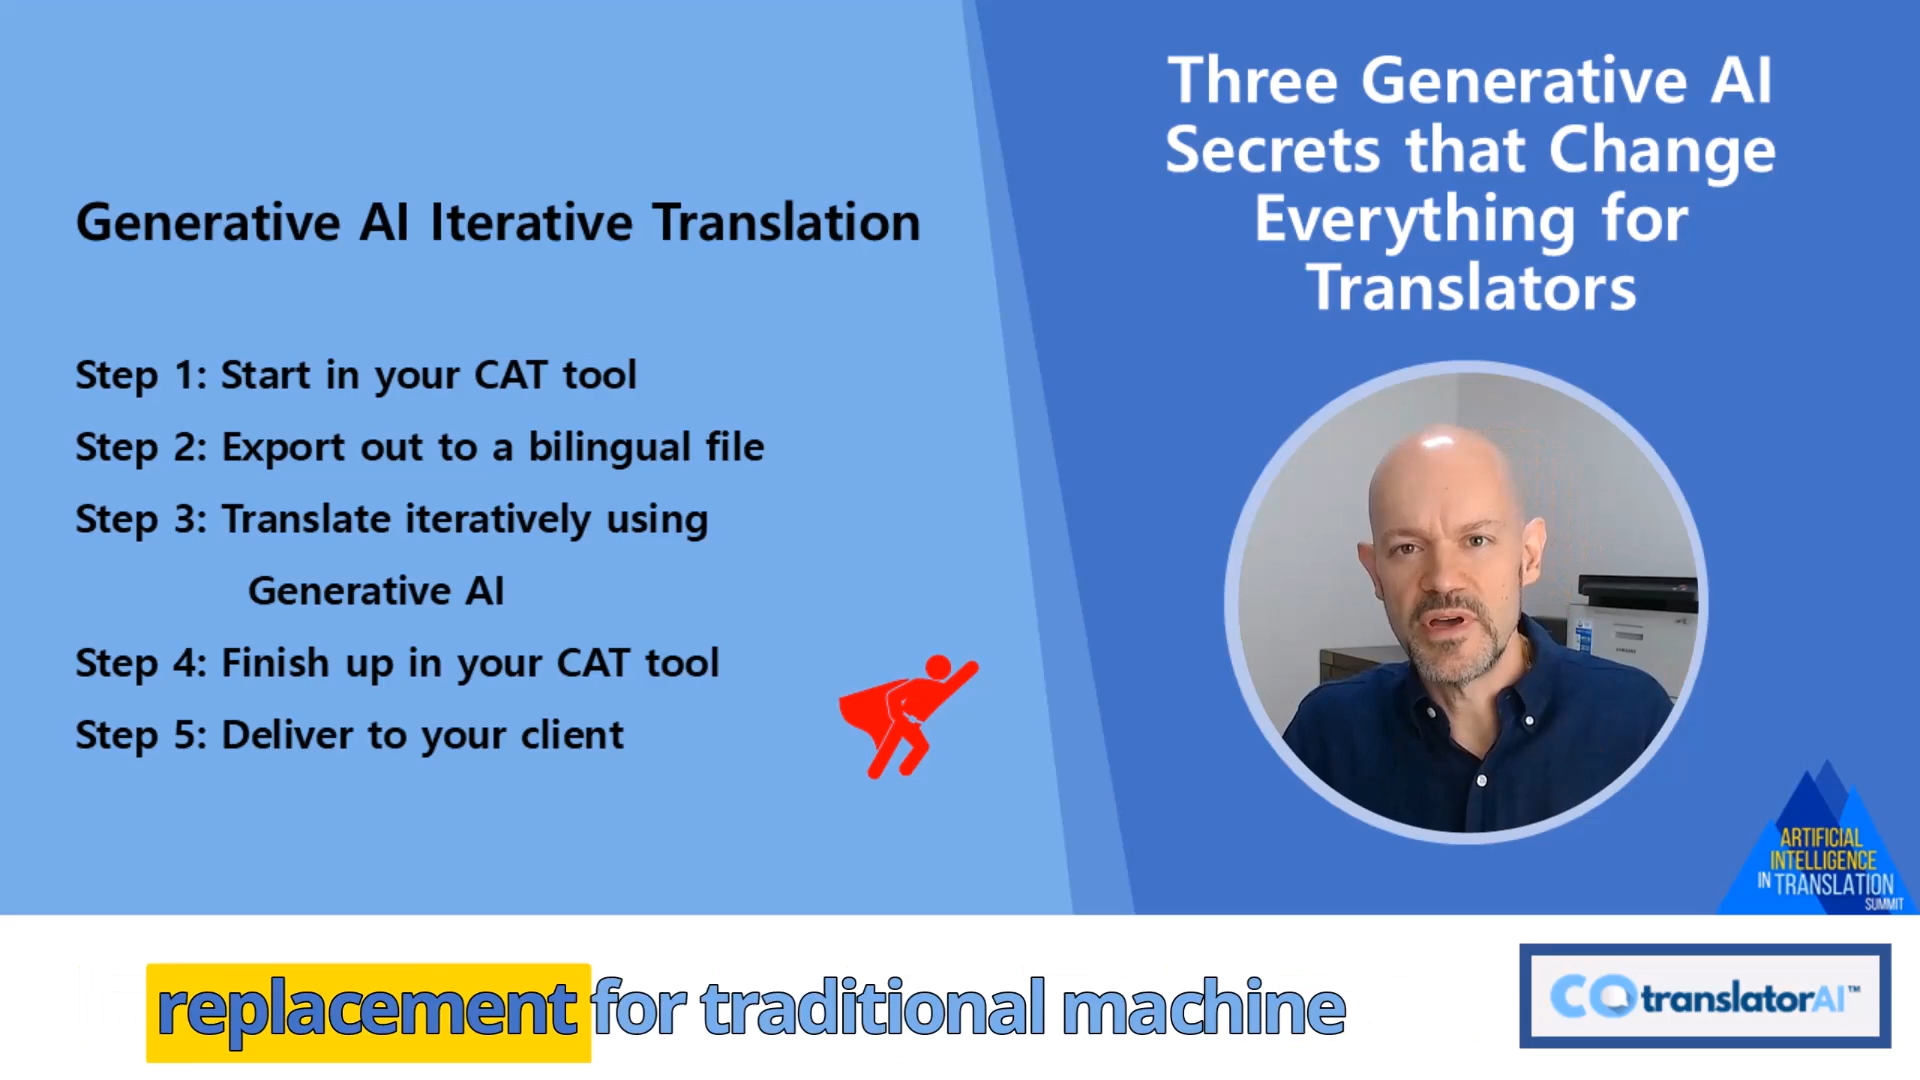 Generative AI Iterative Translation
Step 1: Start in your CAT tool
Step 2: Export out to a bilingual file
Step 3: Translate iteratively using
Generative AI
Step 4: Finish up in your CAT tool
Step 5: Deliver to your client
Three Generative AI
Secrets that Change
Everything for
Translators
SAMSUNG
ARTIFICIAL
INTELLIGENCE
IN TRANSLATION
SUMMIT
replacement for traditional machine
COtranslatorAI™